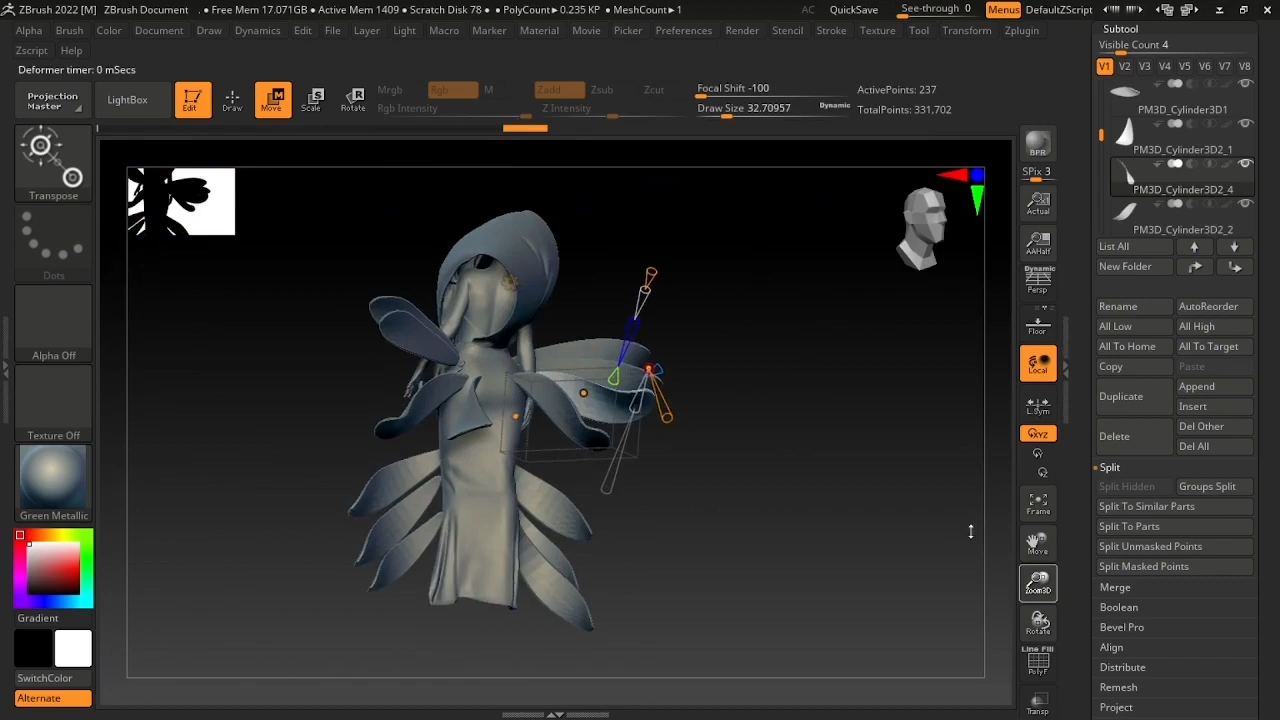 ZBrush 2022 [M] ZBrush Document . • Free Mem 17.071GB • Active Mem 1409 • Scratch Disk 78 • • PolyCount▸ 0.235 KP • MeshCount▸ 1 AC QuickSave See-through 0 Menus DefaultZScript
Alpha Brush Color Document Draw Dynamics Edit File Layer Light Macro Marker Material Movie Picker Preferences Render Stencil Stroke Texture Tool Transform Zplugin
Zscript Help
Deformer timer: 0 mSecs
Projection Master
LightBox
Edit
Draw
Move
Scale
Rotate
Mrgb Rgb M Zadd Zsub Zcut
Rgb Intensity Z Intensity
Focal Shift -100
Draw Size 32.70957 Dynamic
ActivePoints: 237
TotalPoints: 331,702
Transpose
Dots
Alpha Off
Texture Off
Green Metallic
Gradient
SwitchColor
Alternate
BPR
SPix 3
Actual
AAHalf
Dynamic
Persp
Floor
Local
L.Sym
XYZ
Y
Z
Frame
Move
Zoom3D
Rotate
Line Fill
PolyF
Transp
Subtool
Visible Count 4
V1 V2 V3 V4 V5 V6 V7 V8
PM3D_Cylinder3D1
PM3D_Cylinder3D2_1
PM3D_Cylinder3D2_4
PM3D_Cylinder3D2_2
List All
New Folder
Rename AutoReorder
All Low All High
All To Home All To Target
Copy Paste
Duplicate Append
Insert
Delete Del Other
Del All
Split
Split Hidden Groups Split
Split To Similar Parts
Split To Parts
Split Unmasked Points
Split Masked Points
Merge
Boolean
Bevel Pro
Align
Distribute
Remesh
Project